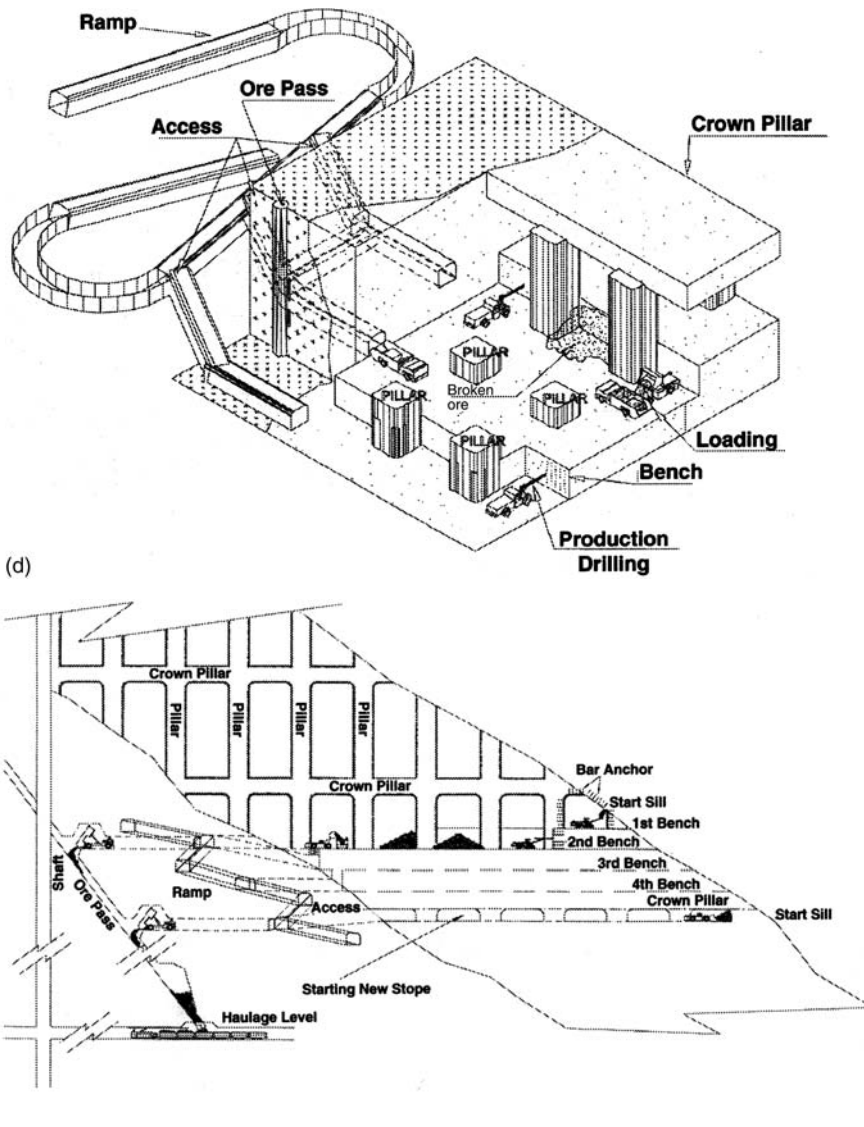 Ramp
Ore Pass
Access
Crown Pillar
PILLAR
Broken
ore
PILLAR
PILLAR
PILLAR
Loading
Bench
Production
Drilling
(d)
Crown Pillar
Pillar
Pillar
Pillar
Pillar
Crown Pillar
Bar Anchor
Start Sill
1st Bench
2nd Bench
3rd Bench
4th Bench
Crown Pillar
Start Sill
Shaft
Ore Pass
Ramp
Access
Starting New Stope
Haulage Level